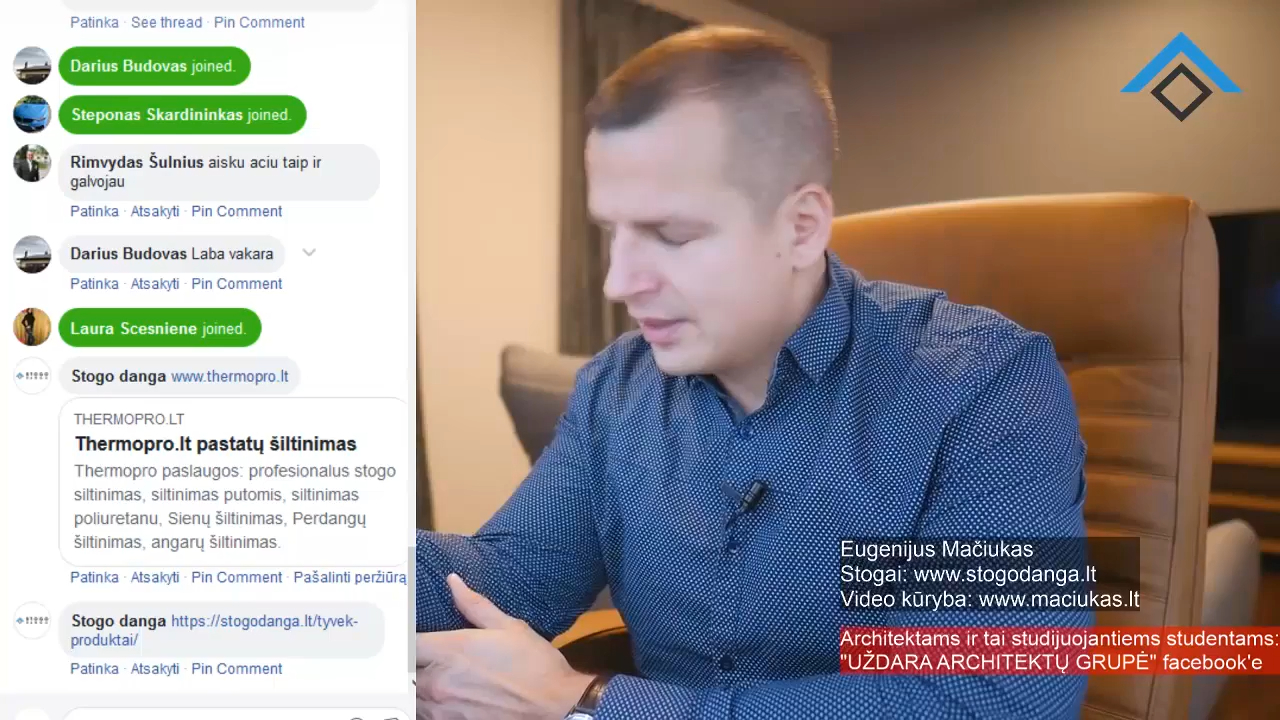 Patinka · See thread · Pin Comment
Darius Budovas joined.
Steponas Skardininkas joined.
Rimvydas Šulnius aisku aciu taip ir
galvojau
Patinka · Atsakyti · Pin Comment
Darius Budovas Laba vakara
Patinka · Atsakyti · Pin Comment
Laura Scesniene joined.
Stogo danga www.thermopro.lt
THERMOPRO.LT
Thermopro.lt pastatų šiltinimas
Thermopro paslaugos: profesionalus stogo
siltinimas, siltinimas putomis, siltinimas
poliuretanu, Sienų šiltinimas, Perdangų
šiltinimas, angarų šiltinimas.
Patinka · Atsakyti · Pin Comment · Pašalinti peržiūrą
Stogo danga https://stogodanga.lt/tyvek-
produktai/
Patinka · Atsakyti · Pin Comment
Eugenijus Mačiukas
Stogai: www.stogodanga.lt
Video kūryba: www.maciukas.lt
Architektams ir tai studijuojantiems studentams:
"UŽDARA ARCHITEKTŲ GRUPĖ" facebook'e